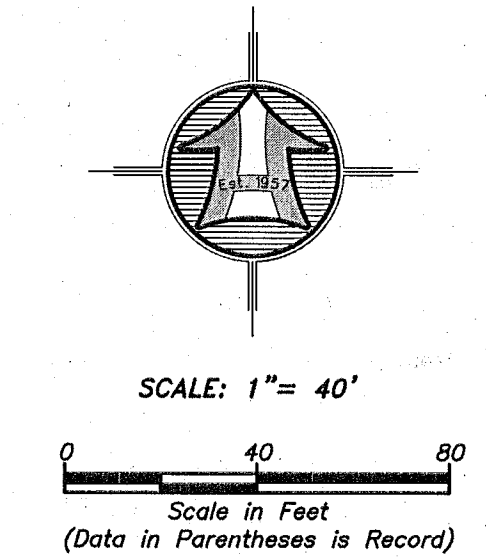 Est. 1957
SCALE: 1"= 40'
0 40 80
Scale in Feet
(Data in Parentheses is Record)